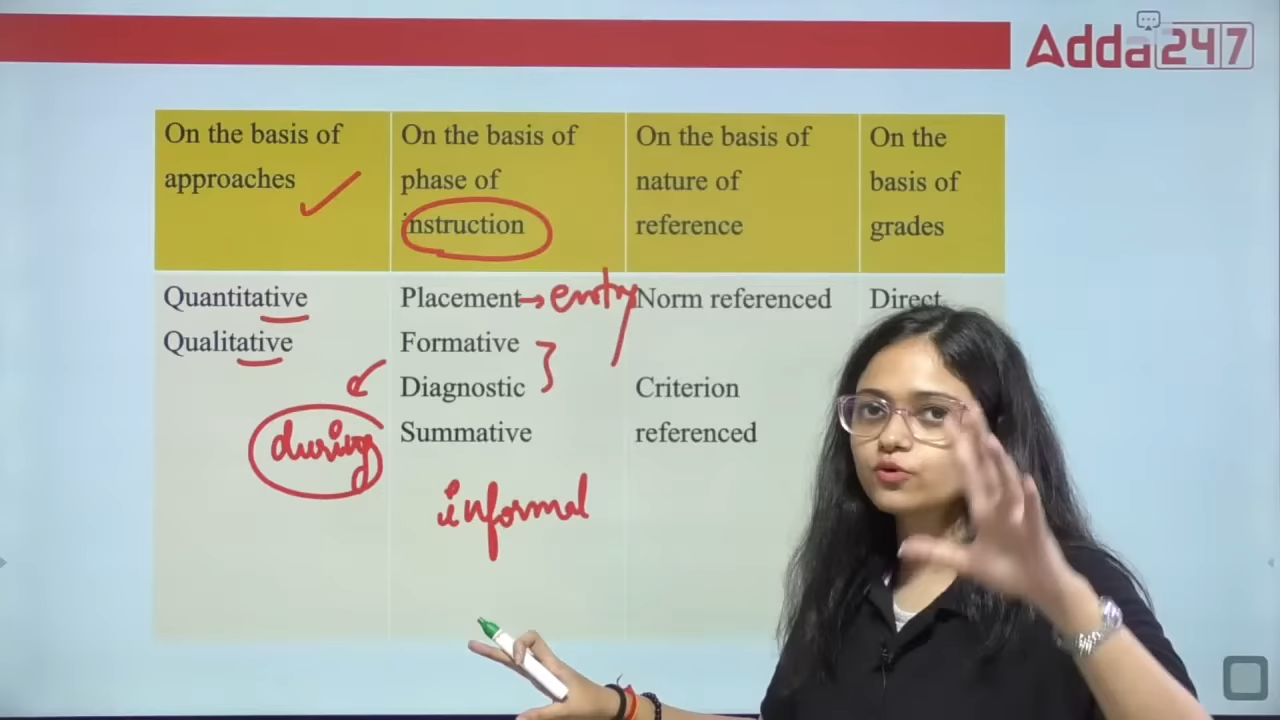 Adda247
On the basis of
approaches
On the basis of
phase of
instruction
On the basis of
nature of
reference
On the
basis of
grades
Quantitative
Qualitative
Placement → entry
Formative
Diagnostic
Summative
during
informal
Norm referenced
Criterion
referenced
Direct